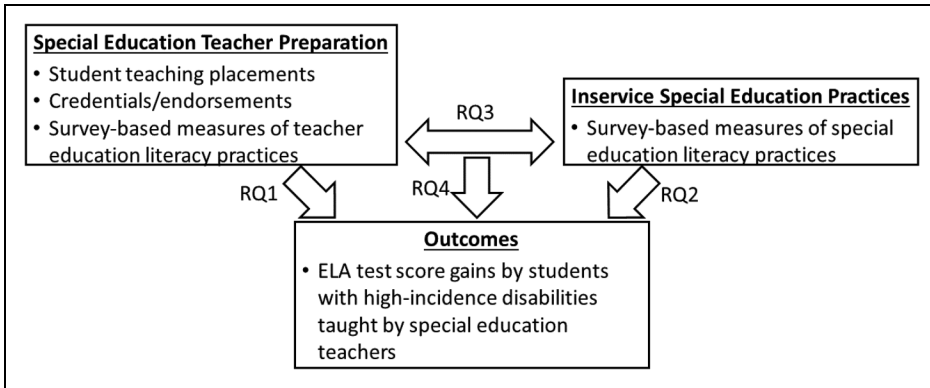 Special Education Teacher Preparation
• Student teaching placements
• Credentials/endorsements
• Survey-based measures of teacher
education literacy practices
RQ3
Inservice Special Education Practices
• Survey-based measures of special
education literacy practices
RQ1
RQ4
RQ2
Outcomes
• ELA test score gains by students
with high-incidence disabilities
taught by special education
teachers